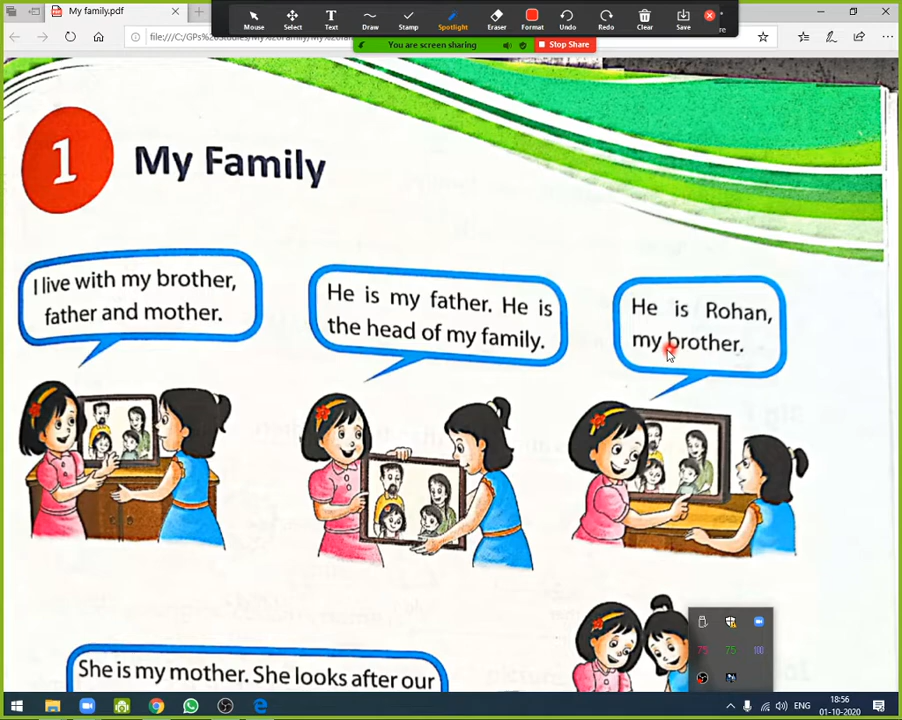 My family.pdf
Mouse Select Text Draw Stamp Spotlight Eraser Format Undo Redo Clear Save
You are screen sharing Stop Share
1 My Family
I live with my brother,
father and mother.
He is my father. He is
the head of my family.
He is Rohan,
my brother.
She is my mother. She looks after our
75 75 100
ENG
18:56
01-10-2020